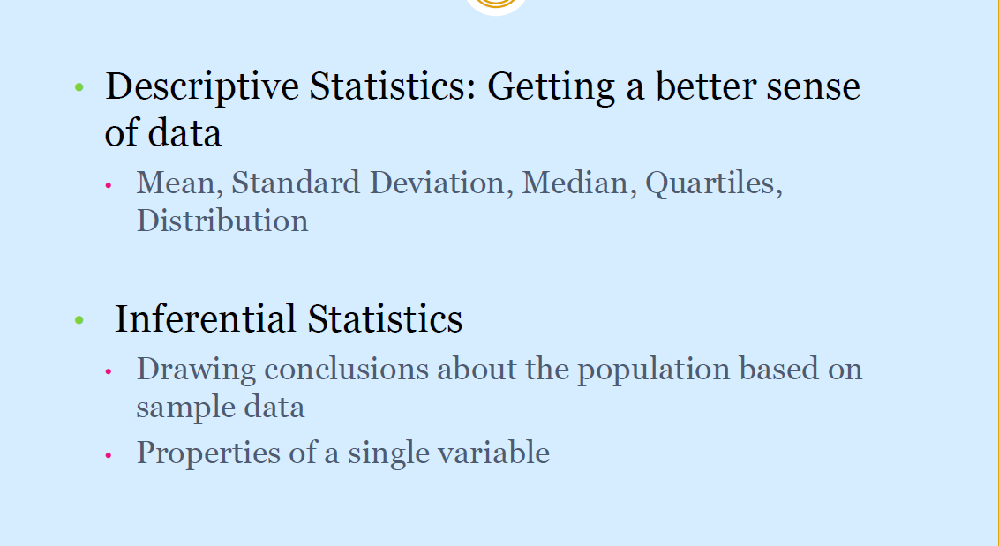 • Descriptive Statistics: Getting a better sense
of data
• Mean, Standard Deviation, Median, Quartiles,
Distribution
• Inferential Statistics
• Drawing conclusions about the population based on
sample data
• Properties of a single variable